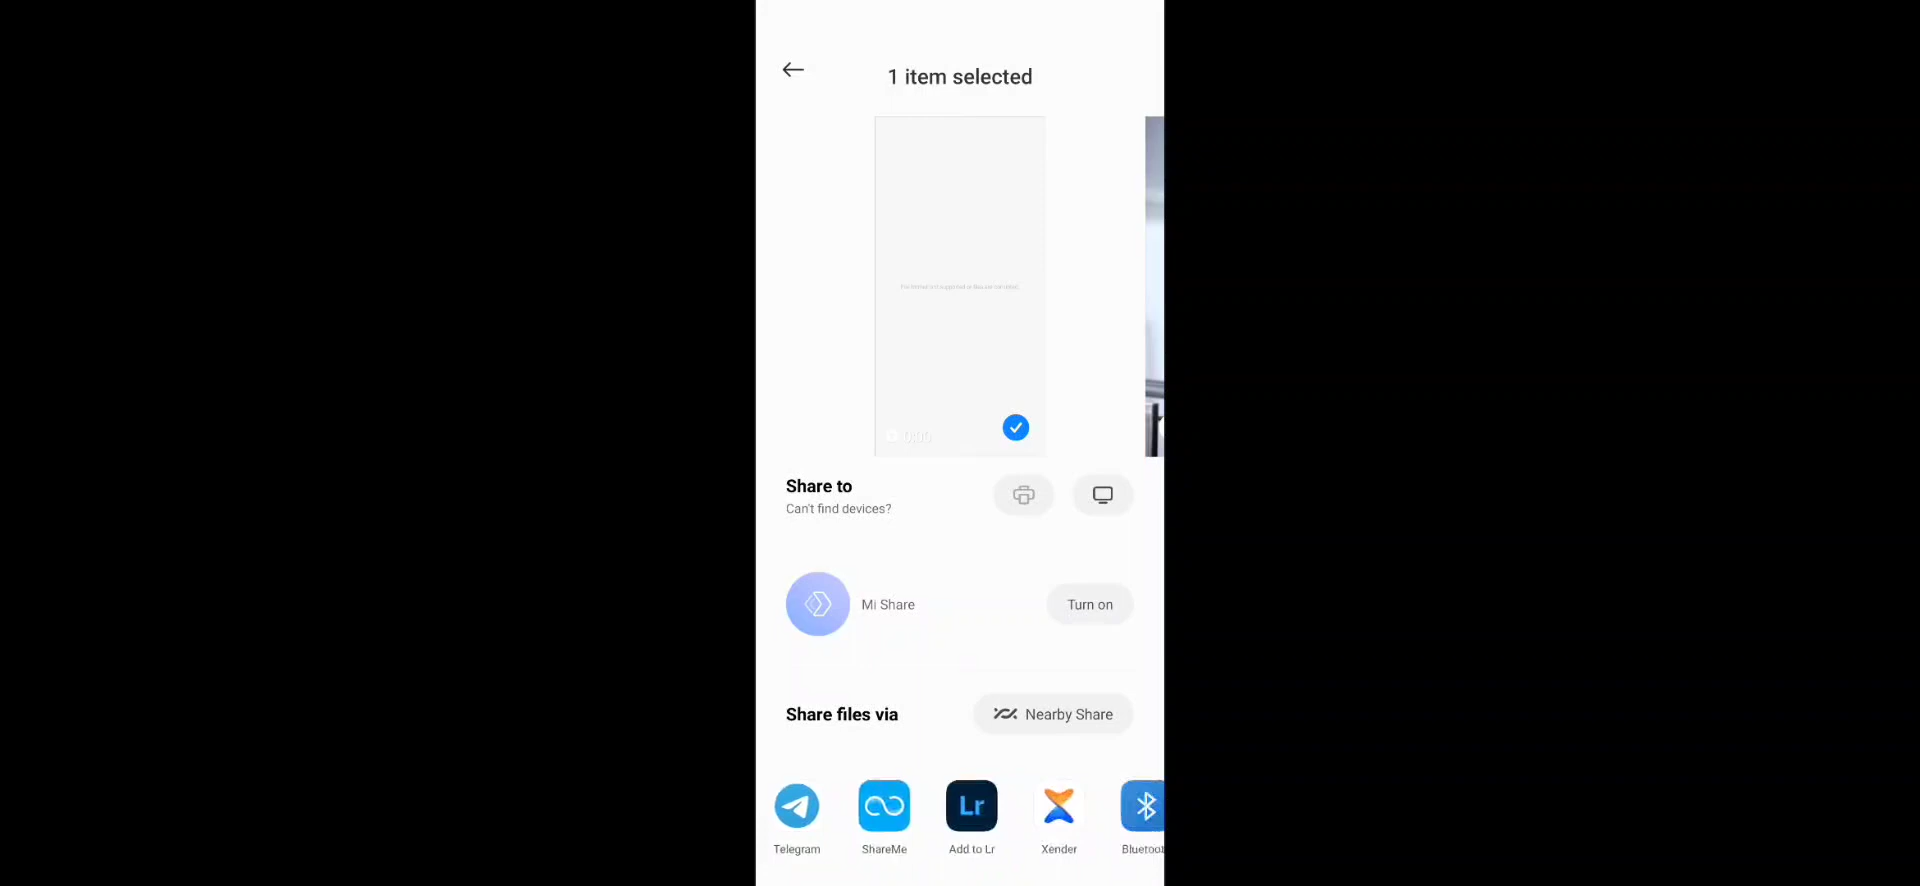 1 item selected
Share to
Can't find devices?
Mi Share
Turn on
Share files via
Nearby Share
Lr
Telegram
ShareMe
Add to Lr
Xender